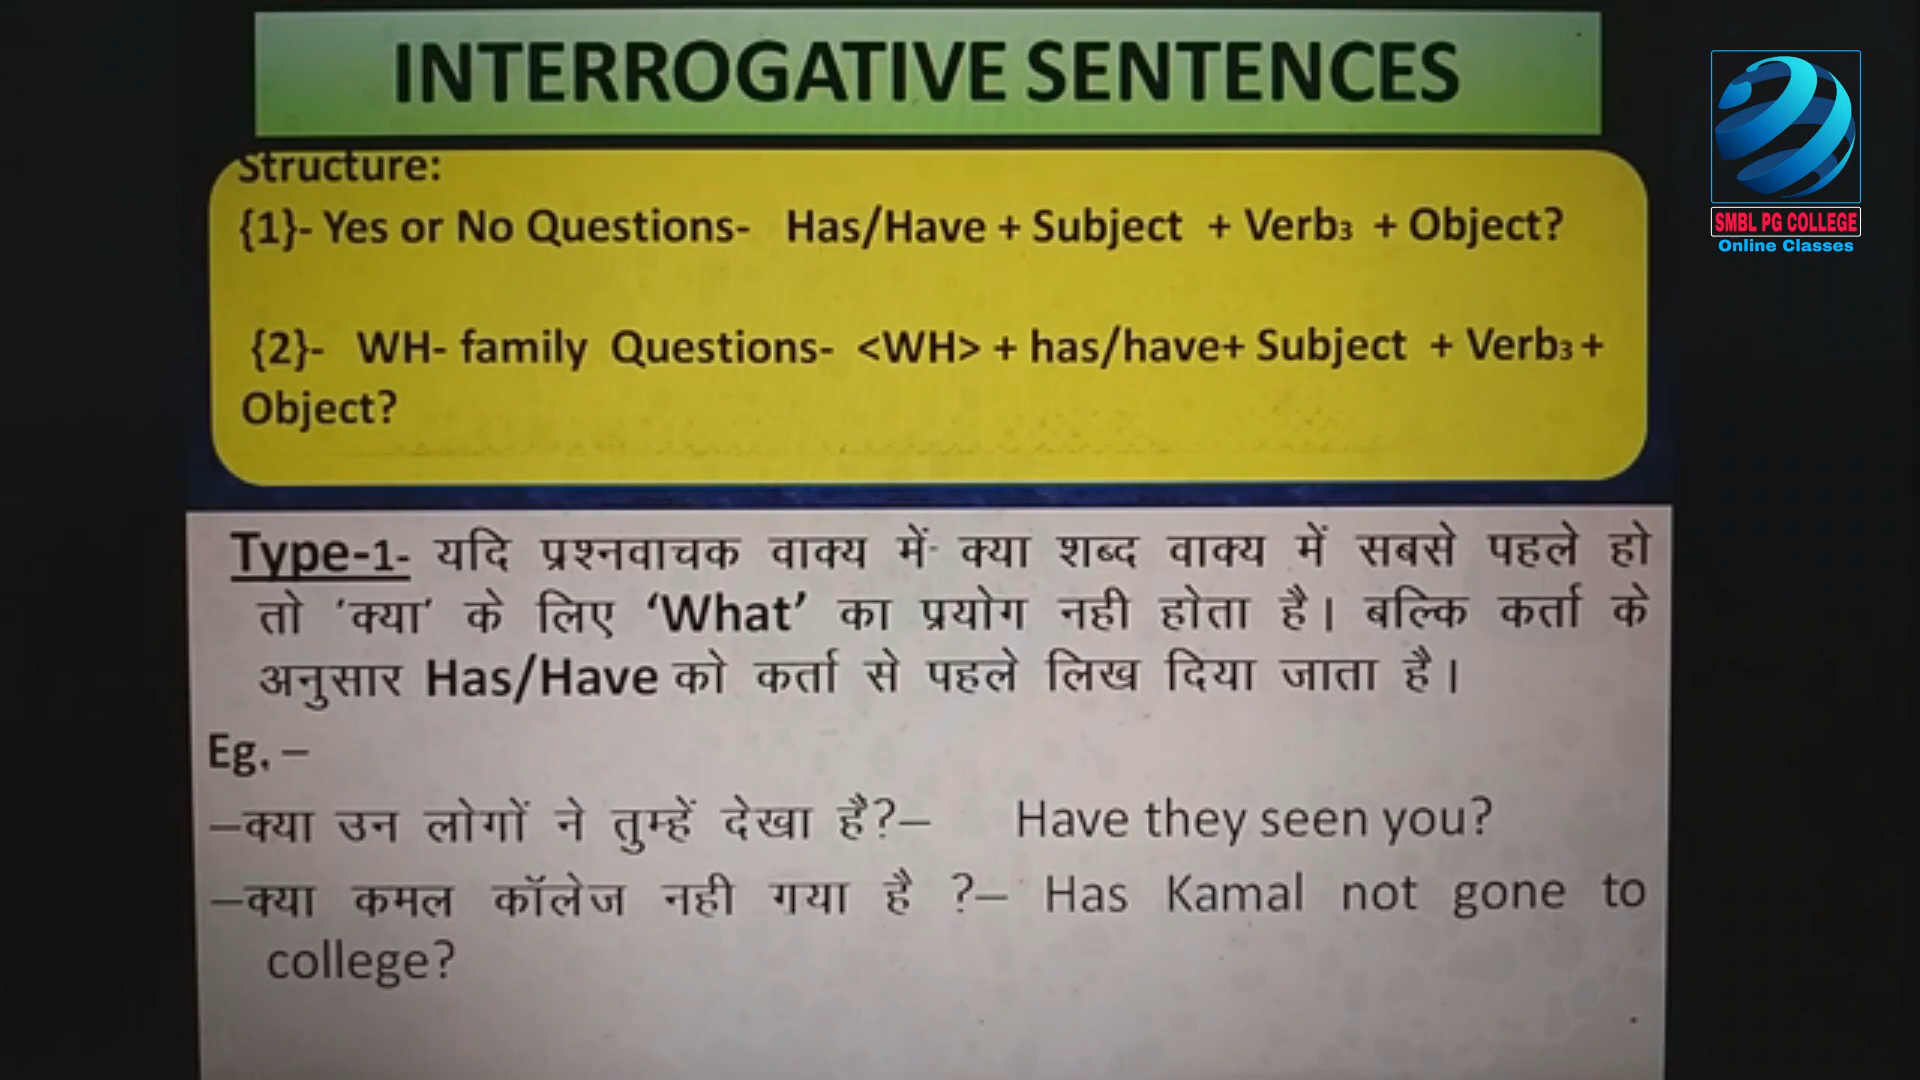 INTERROGATIVE SENTENCES
Structure:
{1}- Yes or No Questions- Has/Have + Subject + Verb₃ + Object?
{2}- WH- family Questions- <WH> + has/have+ Subject + Verb₃ +
Object?
Type-1- यदि प्रश्नवाचक वाक्य में- क्या शब्द वाक्य में सबसे पहले हो
तो ‘क्या’ के लिए ‘What’ का प्रयोग नही होता है। बल्कि कर्ता के
अनुसार Has/Have को कर्ता से पहले लिख दिया जाता है।
Eg. –
–क्या उन लोगों ने तुम्हें देखा है?– Have they seen you?
–क्या कमल कॉलेज नही गया है ?– Has Kamal not gone to
college?
SMBL PG COLLEGE
Online Classes